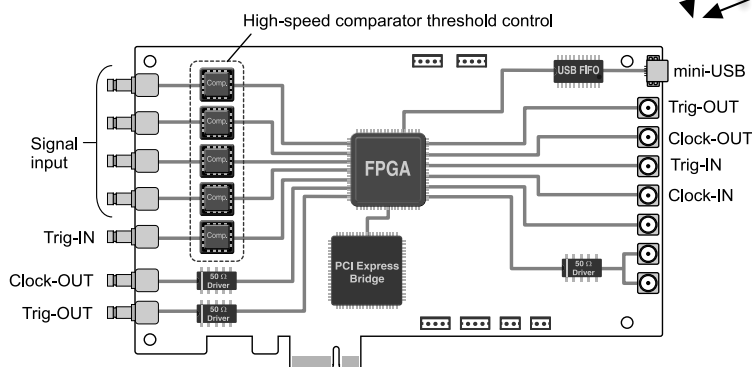 High-speed comparator threshold control
Comp.
Comp.
Comp.
Comp.
Comp.
Signal
input
Trig-IN
Clock-OUT
Trig-OUT
50 Ω
Driver
50 Ω
Driver
FPGA
PCI Express
Bridge
USB FIFO
50 Ω
Driver
mini-USB
Trig-OUT
Clock-OUT
Trig-IN
Clock-IN